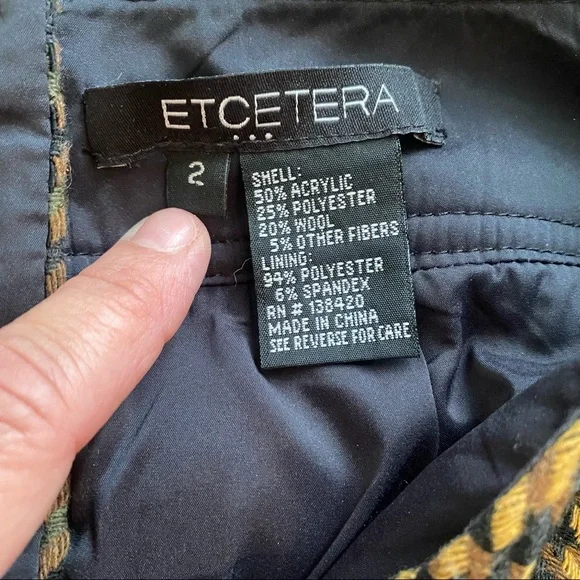 ETCETERA
2
SHELL:
50% ACRYLIC
25% POLYESTER
20% WOOL
5% OTHER FIBERS
LINING:
94% POLYESTER
6% SPANDEX
RN # 138420
MADE IN CHINA
SEE REVERSE FOR CARE